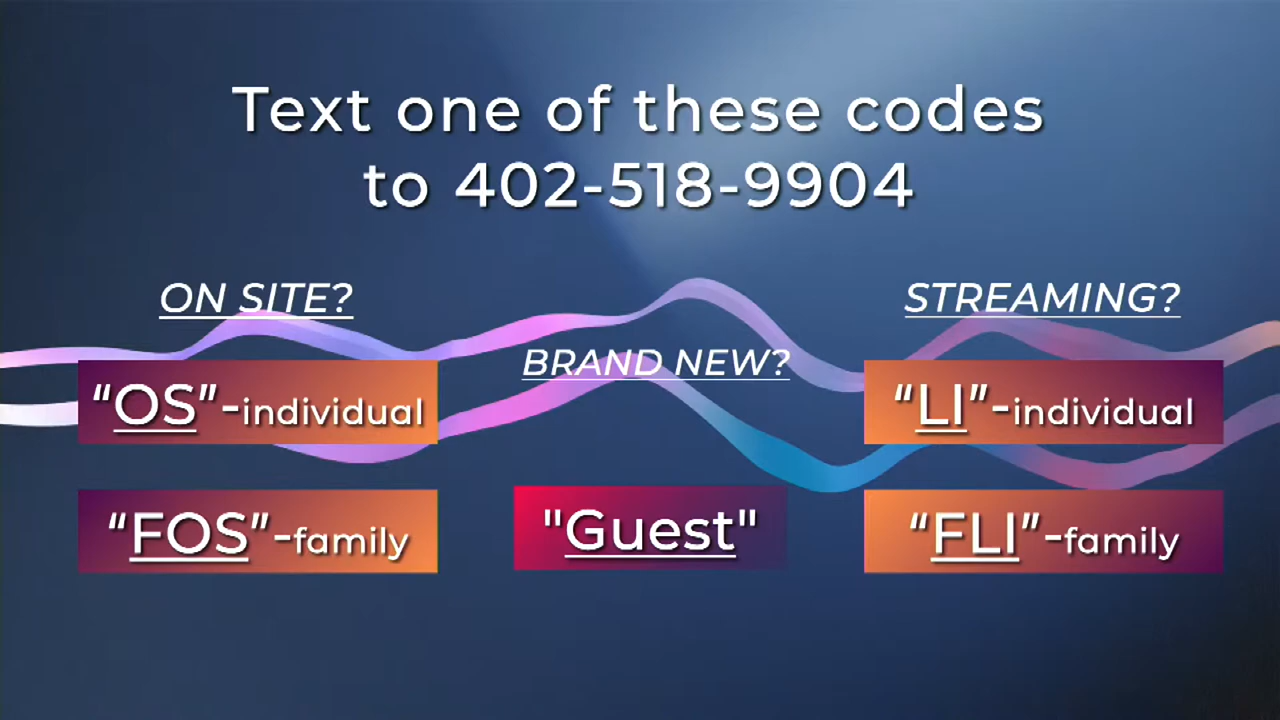 Text one of these codes
to 402-518-9904
ON SITE?
“OS”-individual
“FOS”-family
BRAND NEW?
"Guest"
STREAMING?
“LI”-individual
“FLI”-family